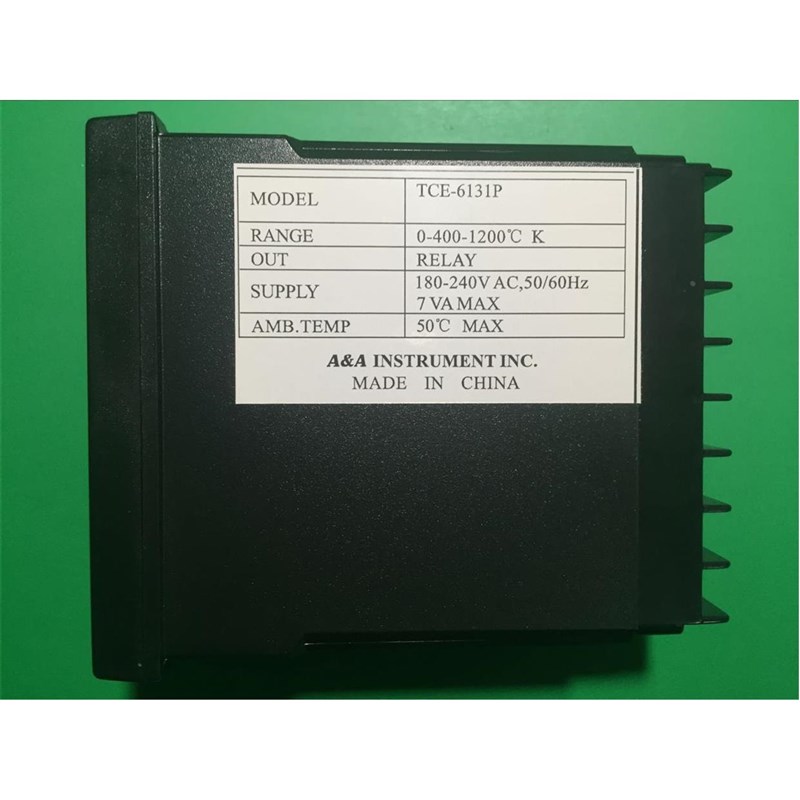 MODEL TCE-6131P
RANGE 0-400-1200℃ K
OUT RELAY
SUPPLY 180-240V AC,50/60Hz
7 VA MAX
AMB.TEMP 50℃ MAX
A&A INSTRUMENT INC.
MADE IN CHINA